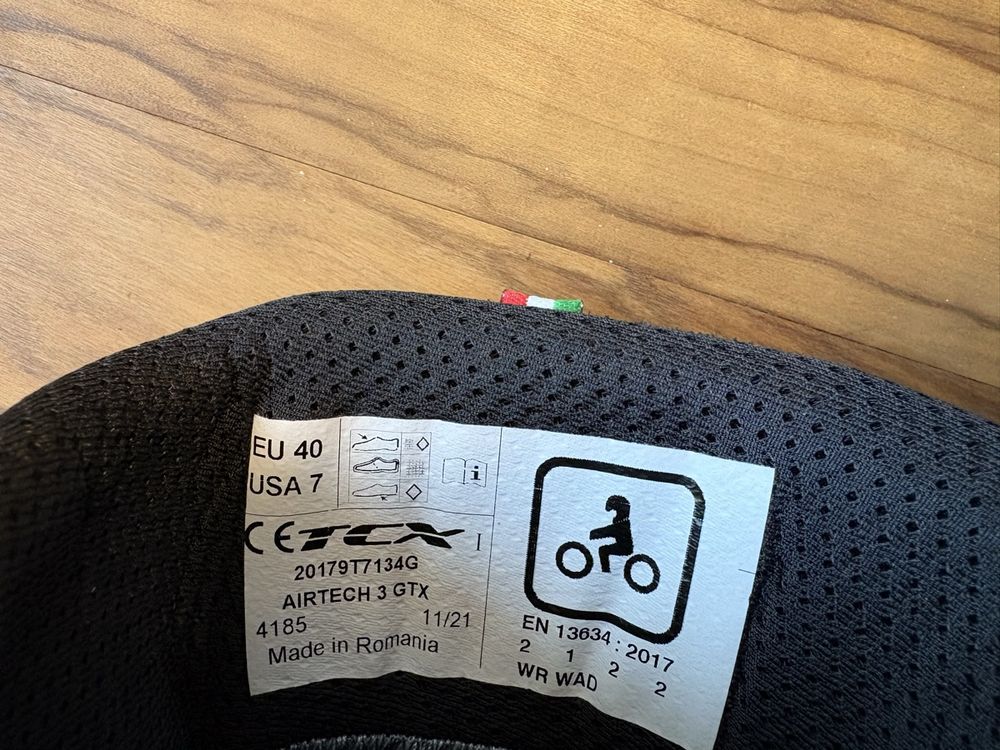 EU 40
USA 7
i
CE TCX I
20179T7134G
AIRTECH 3 GTX
4185 11/21
Made in Romania
EN 13634 : 2017
2 1 2 2
WR WAD